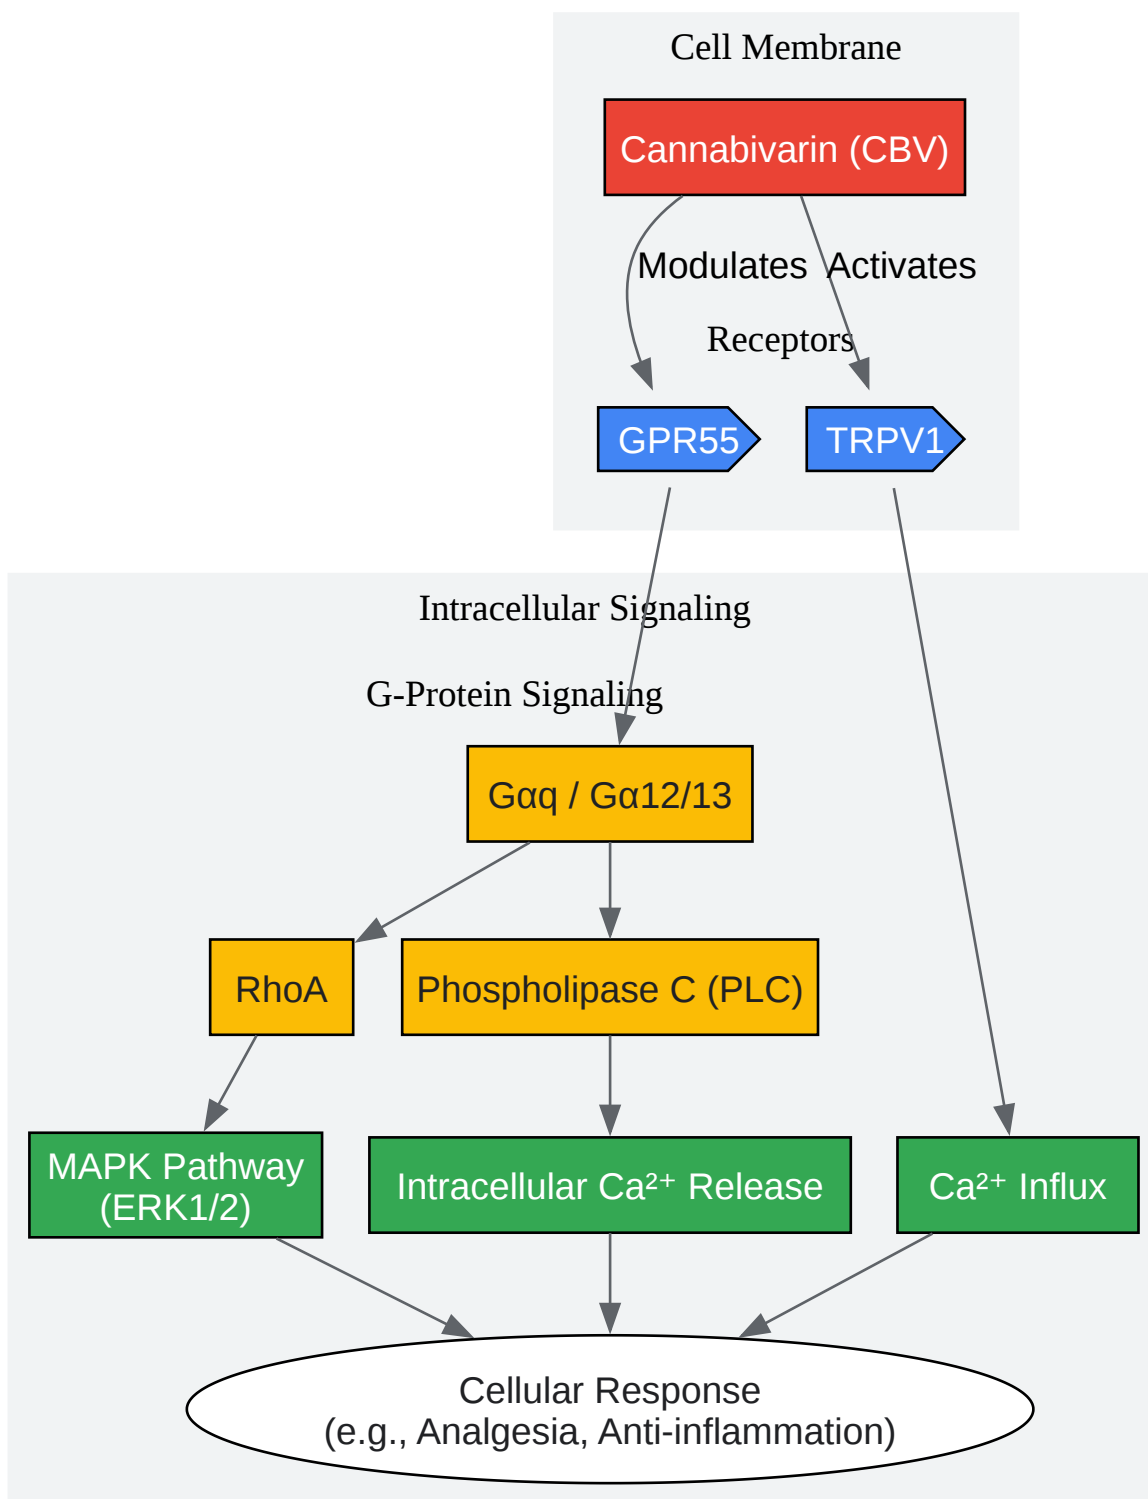 Cell Membrane
Cannabivarin (CBV)
Modulates
Activates
Receptors
GPR55
TRPV1
Intracellular Signaling
G-Protein Signaling
Gαq / Gα12/13
RhoA
Phospholipase C (PLC)
MAPK Pathway
(ERK1/2)
Intracellular Ca²⁺ Release
Ca²⁺ Influx
Cellular Response
(e.g., Analgesia, Anti-inflammation)